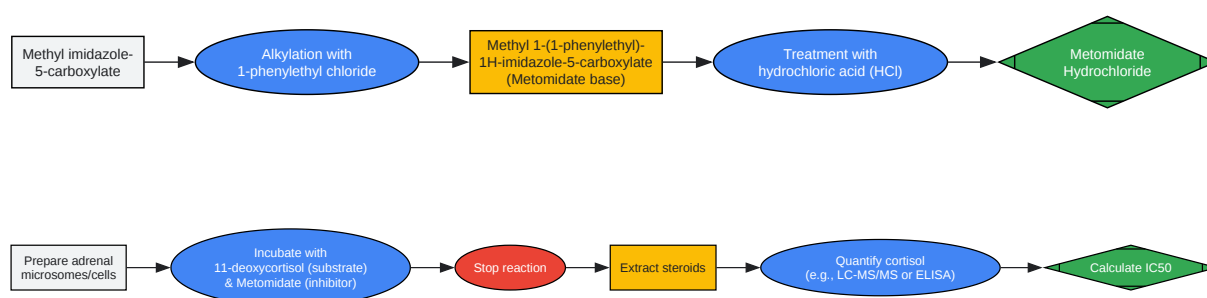 Methyl imidazole-
5-carboxylate
Alkylation with
1-phenylethyl chloride
Methyl 1-(1-phenylethyl)-
1H-imidazole-5-carboxylate
(Metomidate base)
Treatment with
hydrochloric acid (HCl)
Metomidate
Hydrochloride
Prepare adrenal
microsomes/cells
Incubate with
11-deoxycortisol (substrate)
& Metomidate (inhibitor)
Stop reaction
Extract steroids
Quantify cortisol
(e.g., LC-MS/MS or ELISA)
Calculate IC50